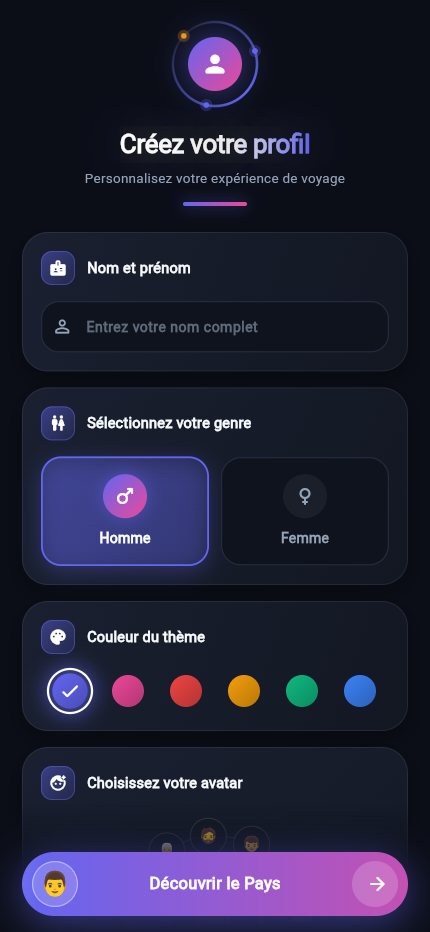 Créez votre profil
Personnalisez votre expérience de voyage
Nom et prénom
Entrez votre nom complet
Sélectionnez votre genre
Homme
Femme
Couleur du thème
Choisissez votre avatar
Découvrir le Pays